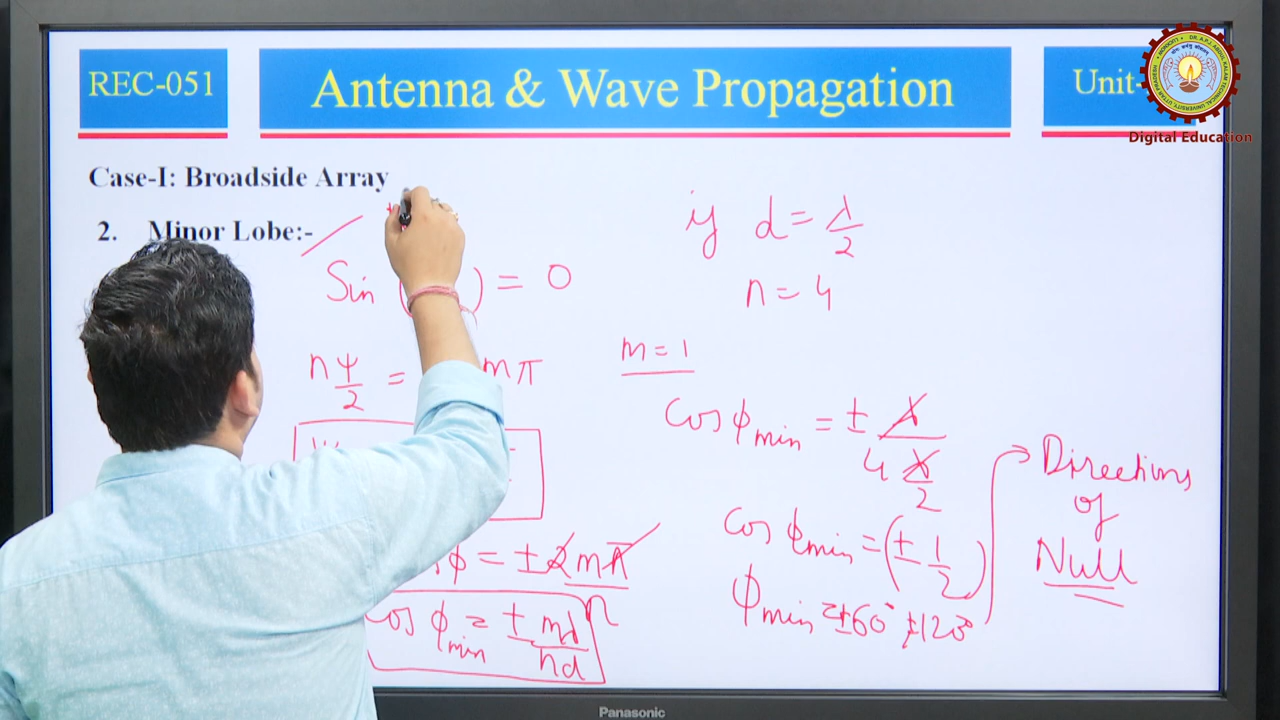 REC-051
Antenna & Wave Propagation
Unit-
Digital Education
Case-I: Broadside Array
2. Minor Lobe:-
Sin ( ) = 0
nψ/2 = mπ
ϕ = ±2mπ/n
cos ϕmin = ± mλ/nd
if d = λ/2
n = 4
m = 1
cos ϕmin = ± λ/4 λ/2
cos ϕmin = (± 1/2)
ϕmin = ±60° ±120°
Directions
of
Null
Panasonic